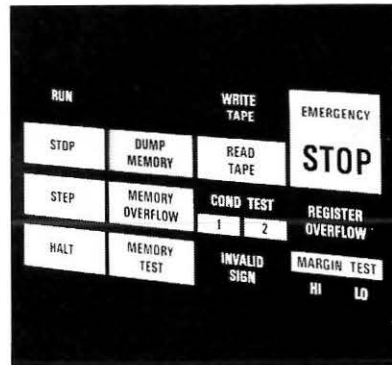 RUN
WRITE
TAPE
EMERGENCY
STOP
STOP
DUMP
MEMORY
READ
TAPE
STEP
MEMORY
OVERFLOW
COND TEST
1 2
REGISTER
OVERFLOW
HALT
MEMORY
TEST
INVALID
SIGN
MARGIN TEST
HI LO